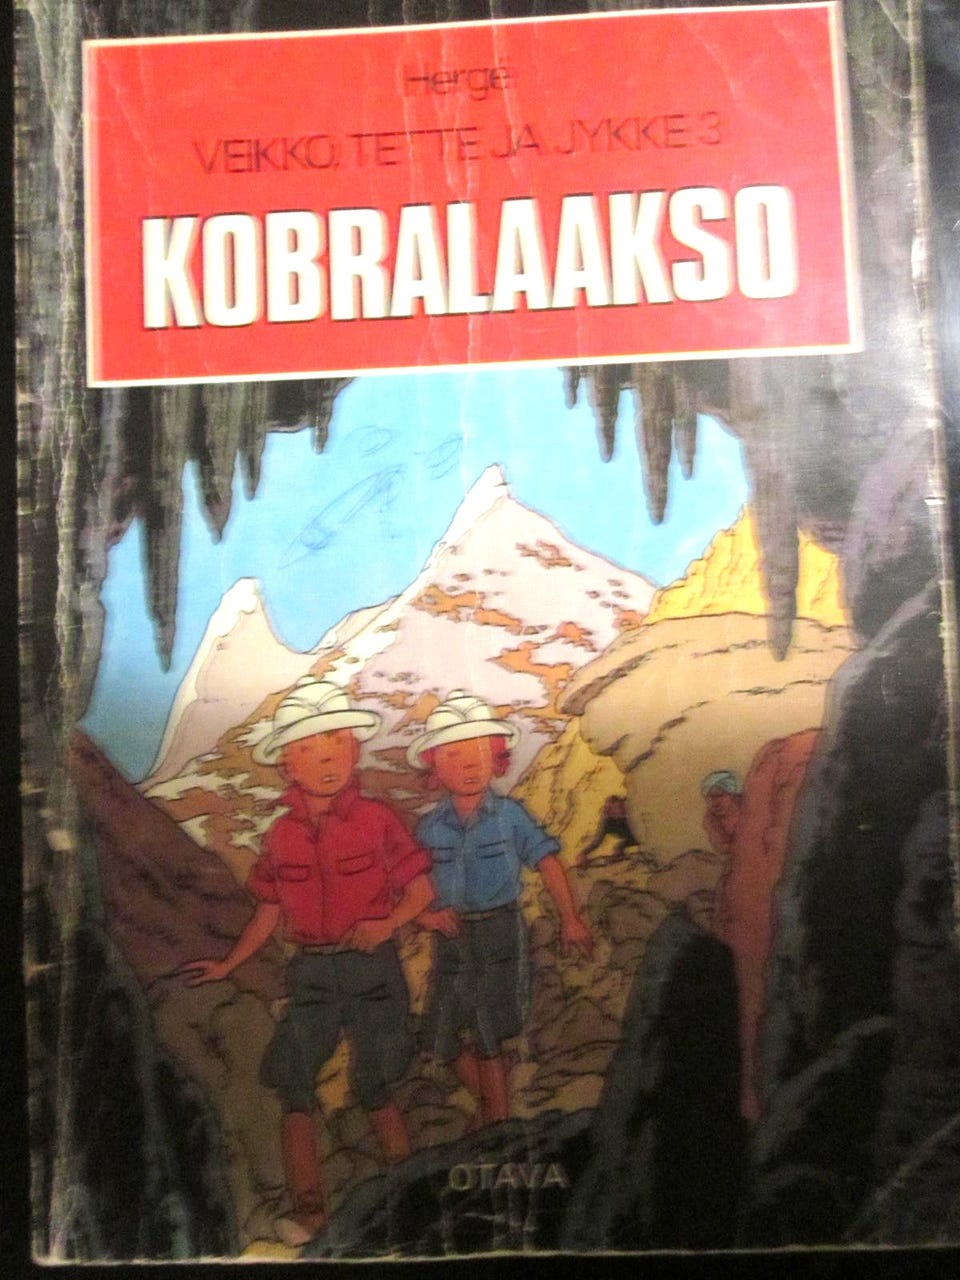 Hergé
VEIKKO, TETTE JA JYKKE 3
KOBRALAAKSO
OTAVA